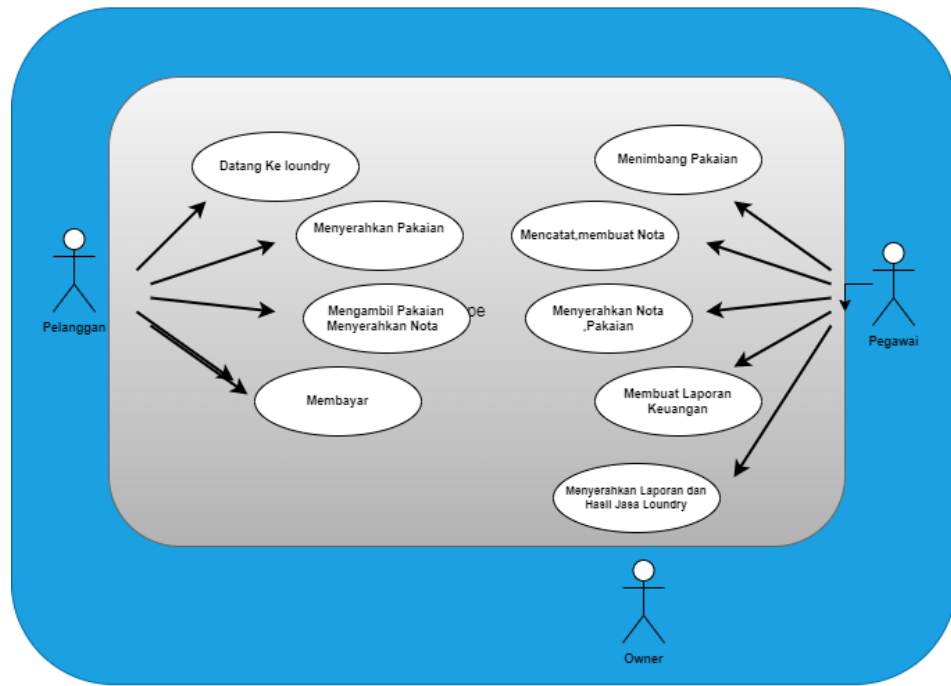 Datang Ke loundry
Menimbang Pakaian
Menyerahkan Pakaian
Mencatat,membuat Nota
Mengambil Pakaian
Menyerahkan Nota
pe
Menyerahkan Nota
,Pakaian
Pelanggan
Pegawai
Membayar
Membuat Laporan
Keuangan
Menyerahkan Laporan dan
Hasil Jasa Loundry
Owner